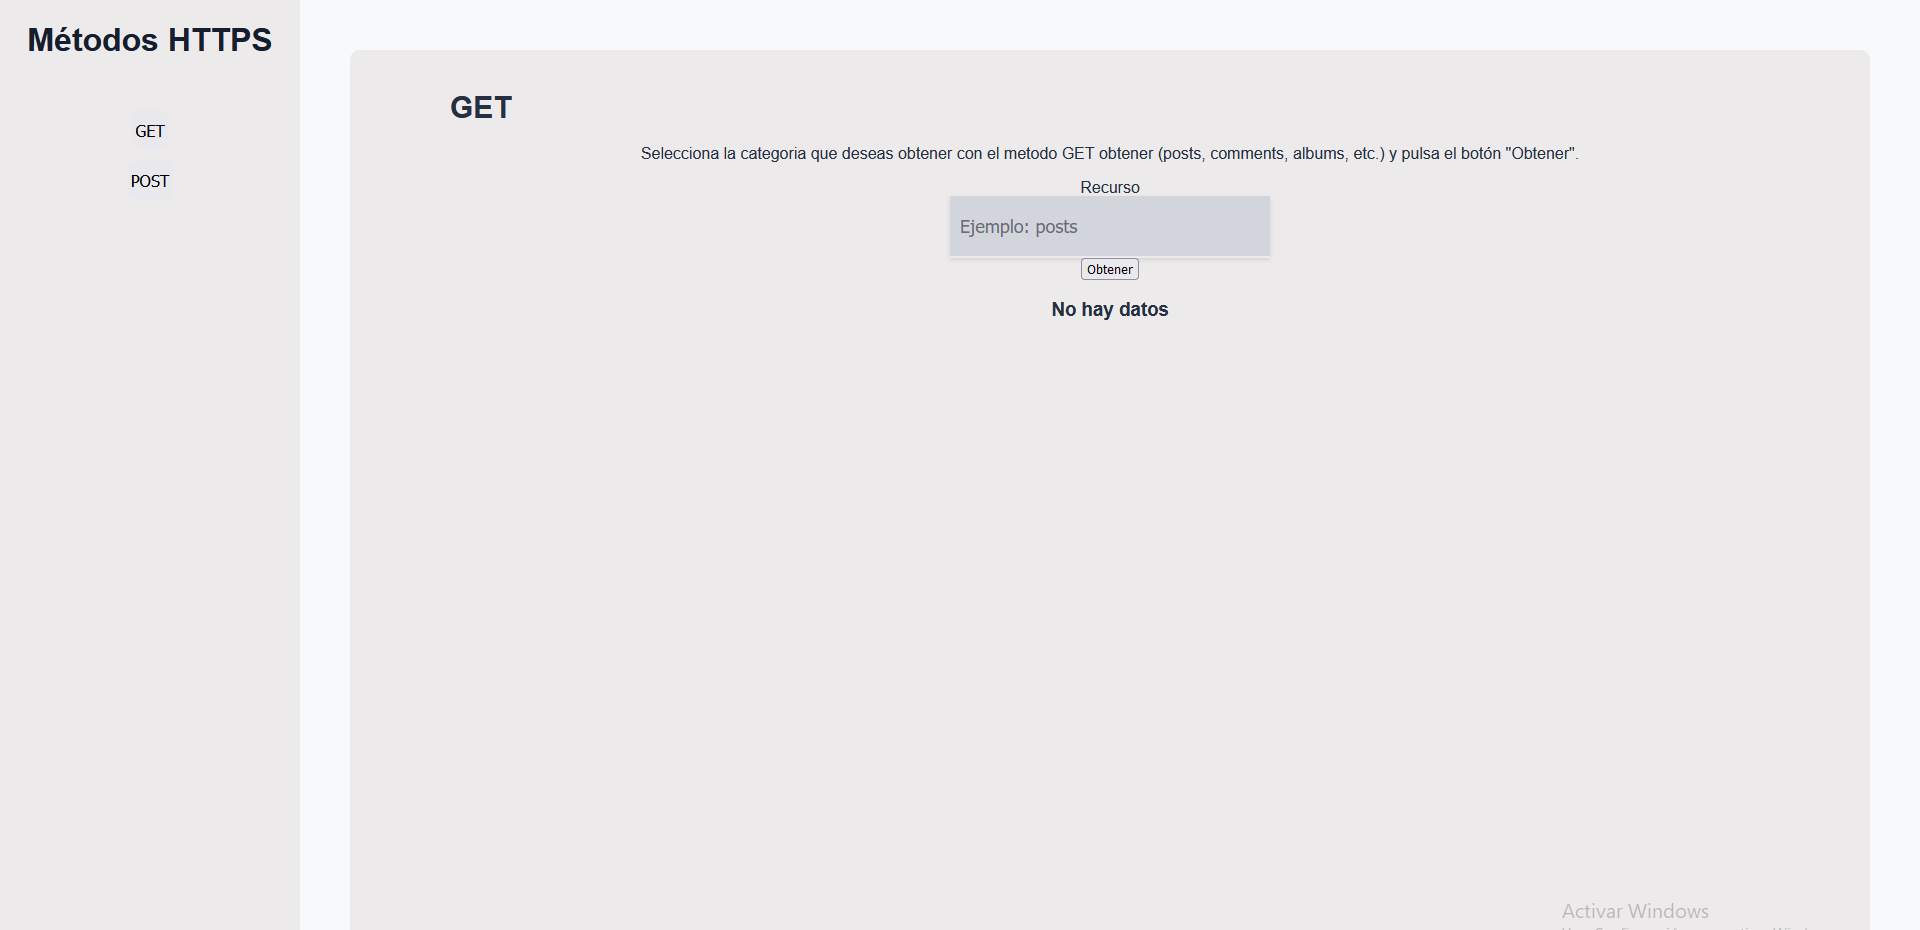 Métodos HTTPS
GET
POST
GET
Selecciona la categoria que deseas obtener con el metodo GET obtener (posts, comments, albums, etc.) y pulsa el botón "Obtener".
Recurso
Ejemplo: posts
Obtener
No hay datos
Activar Windows